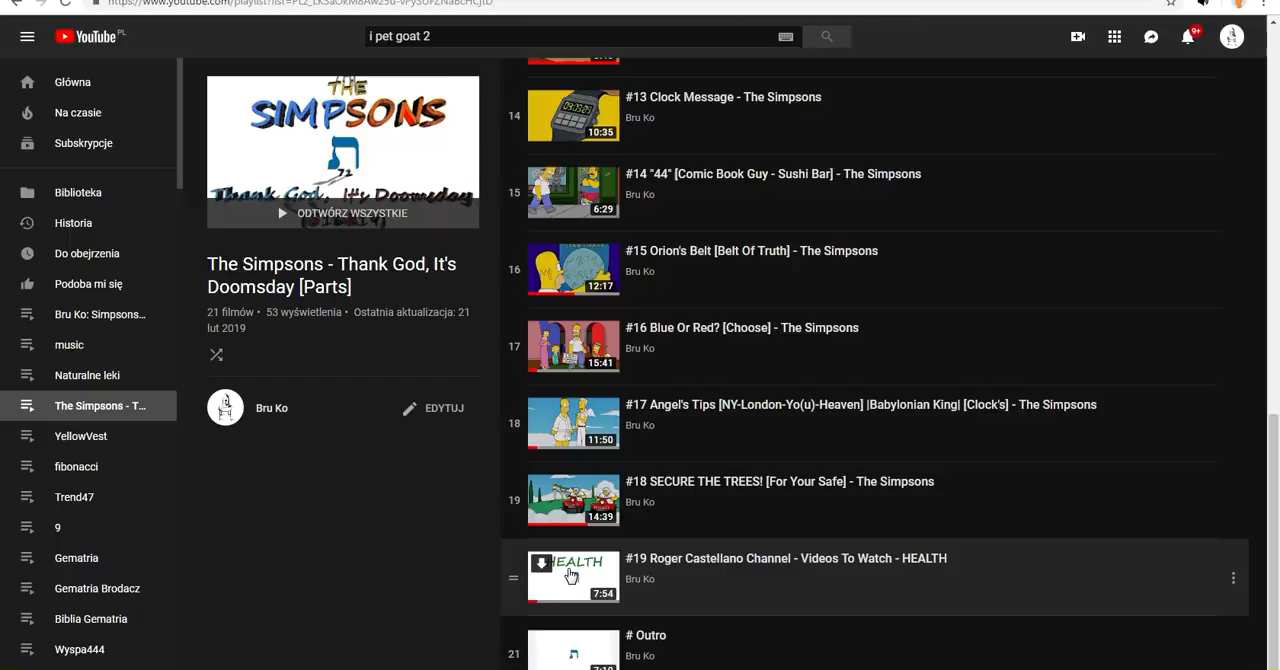 YouTube PL
i pet goat 2
9+
Główna
Na czasie
Subskrypcje
Biblioteka
Historia
Do obejrzenia
Podoba mi się
Bru Ko: Simpsons...
music
Naturalne leki
The Simpsons - T...
YellowVest
fibonacci
Trend47
9
Gematria
Gematria Brodacz
Biblia Gematria
Wyspa444
THE
SIMPSONS
ת
Thank God, It's Doomsday
ODTWÓRZ WSZYSTKIE
The Simpsons - Thank God, It's
Doomsday [Parts]
21 filmów • 53 wyświetlenia • Ostatnia aktualizacja: 21
lut 2019
Bru Ko
EDYTUJ
14
10:35
#13 Clock Message - The Simpsons
Bru Ko
15
6:29
#14 "44" [Comic Book Guy - Sushi Bar] - The Simpsons
Bru Ko
16
12:17
#15 Orion's Belt [Belt Of Truth] - The Simpsons
Bru Ko
17
15:41
#16 Blue Or Red? [Choose] - The Simpsons
Bru Ko
18
11:50
#17 Angel's Tips [NY-London-Yo(u)-Heaven] |Babylonian King| [Clock's] - The Simpsons
Bru Ko
19
14:39
#18 SECURE THE TREES! [For Your Safe] - The Simpsons
Bru Ko
HEALTH
7:54
#19 Roger Castellano Channel - Videos To Watch - HEALTH
Bru Ko
21
ת
7:10
# Outro
Bru Ko